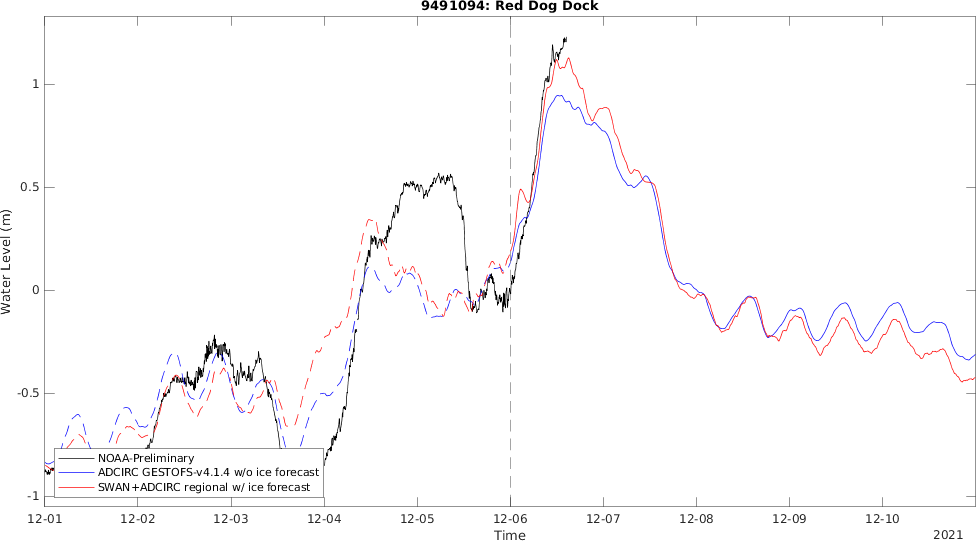 9491094: Red Dog Dock
Water Level (m)
1
0.5
0
-0.5
-1
NOAA-Preliminary
ADCIRC GESTOFS-v4.1.4 w/o ice forecast
SWAN+ADCIRC regional w/ ice forecast
12-01 12-02 12-03 12-04 12-05 12-06 12-07 12-08 12-09 12-10
Time
2021